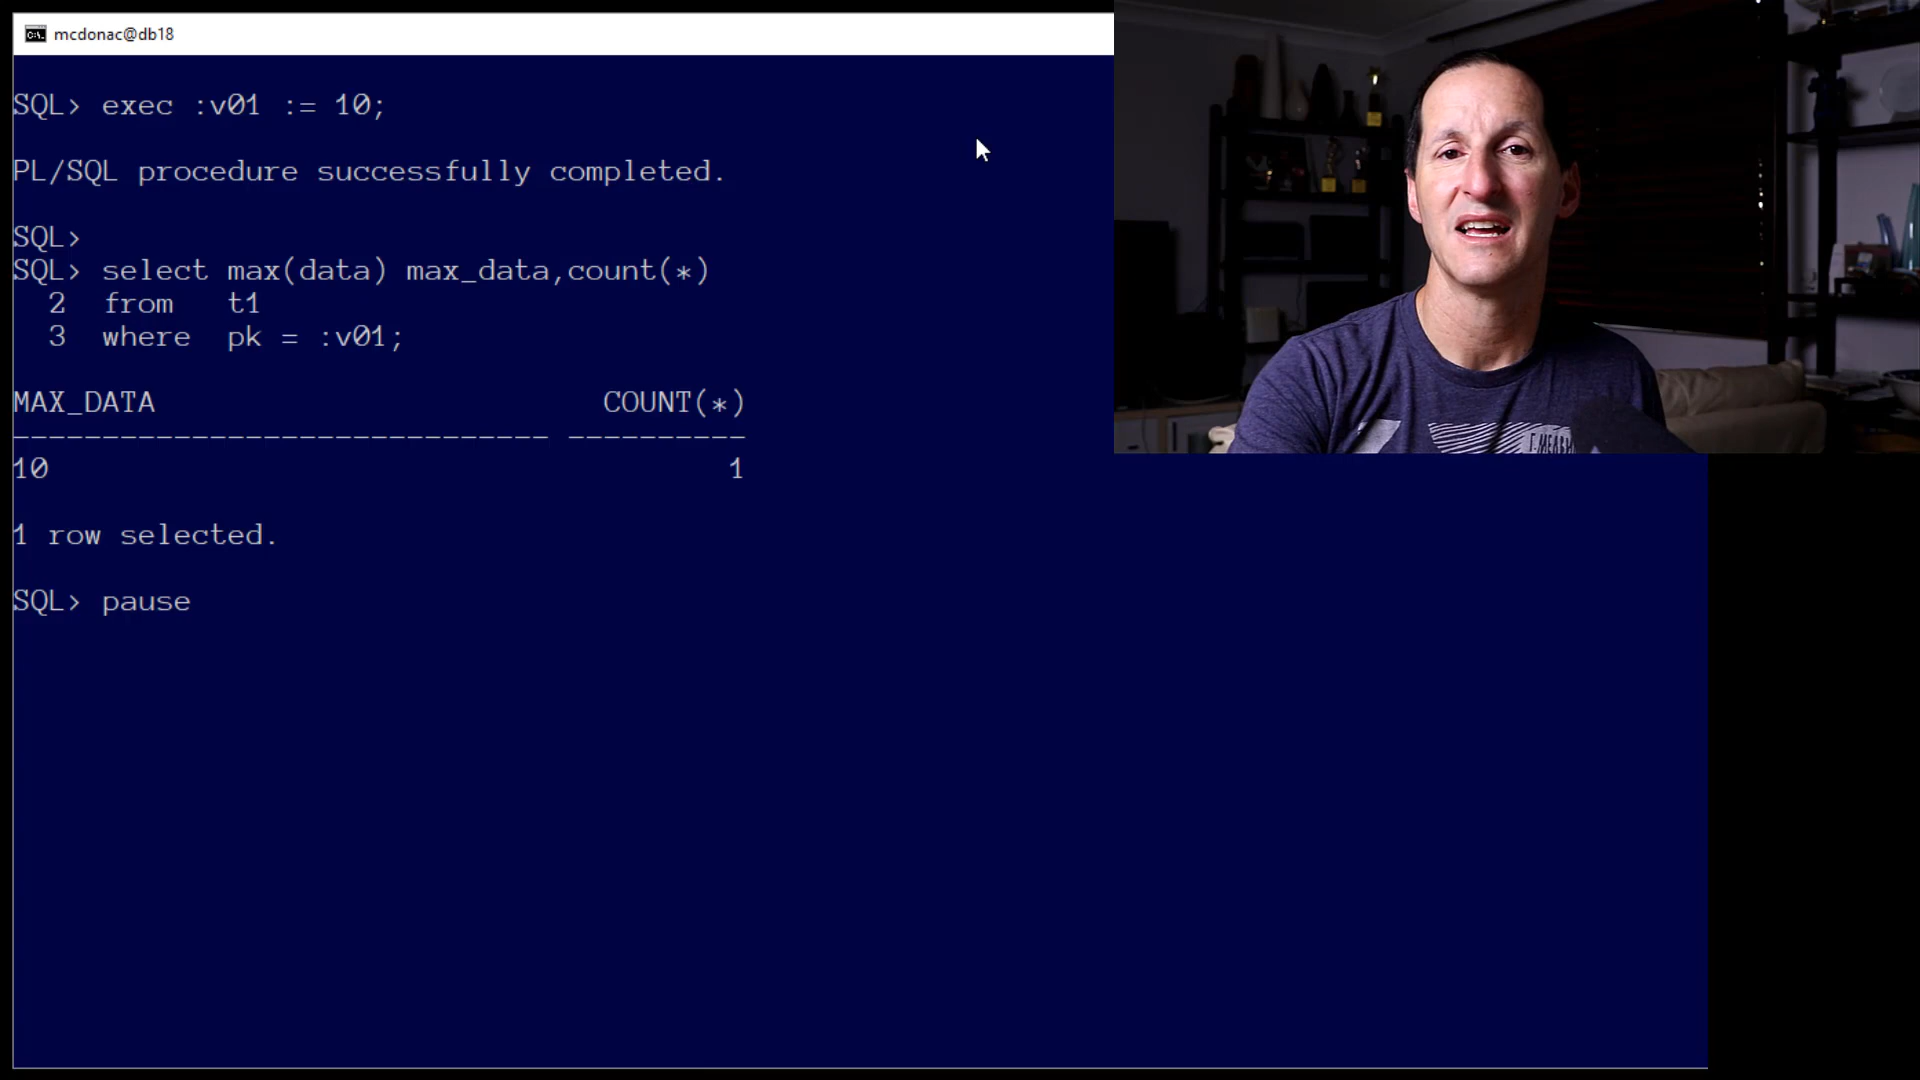 mcdonac@db18
SQL> exec :v01 := 10;
PL/SQL procedure successfully completed.
SQL>
SQL> select max(data) max_data,count(*)
2 from t1
3 where pk = :v01;
MAX_DATA COUNT(*)
------------------------------ ----------
10 1
1 row selected.
SQL> pause